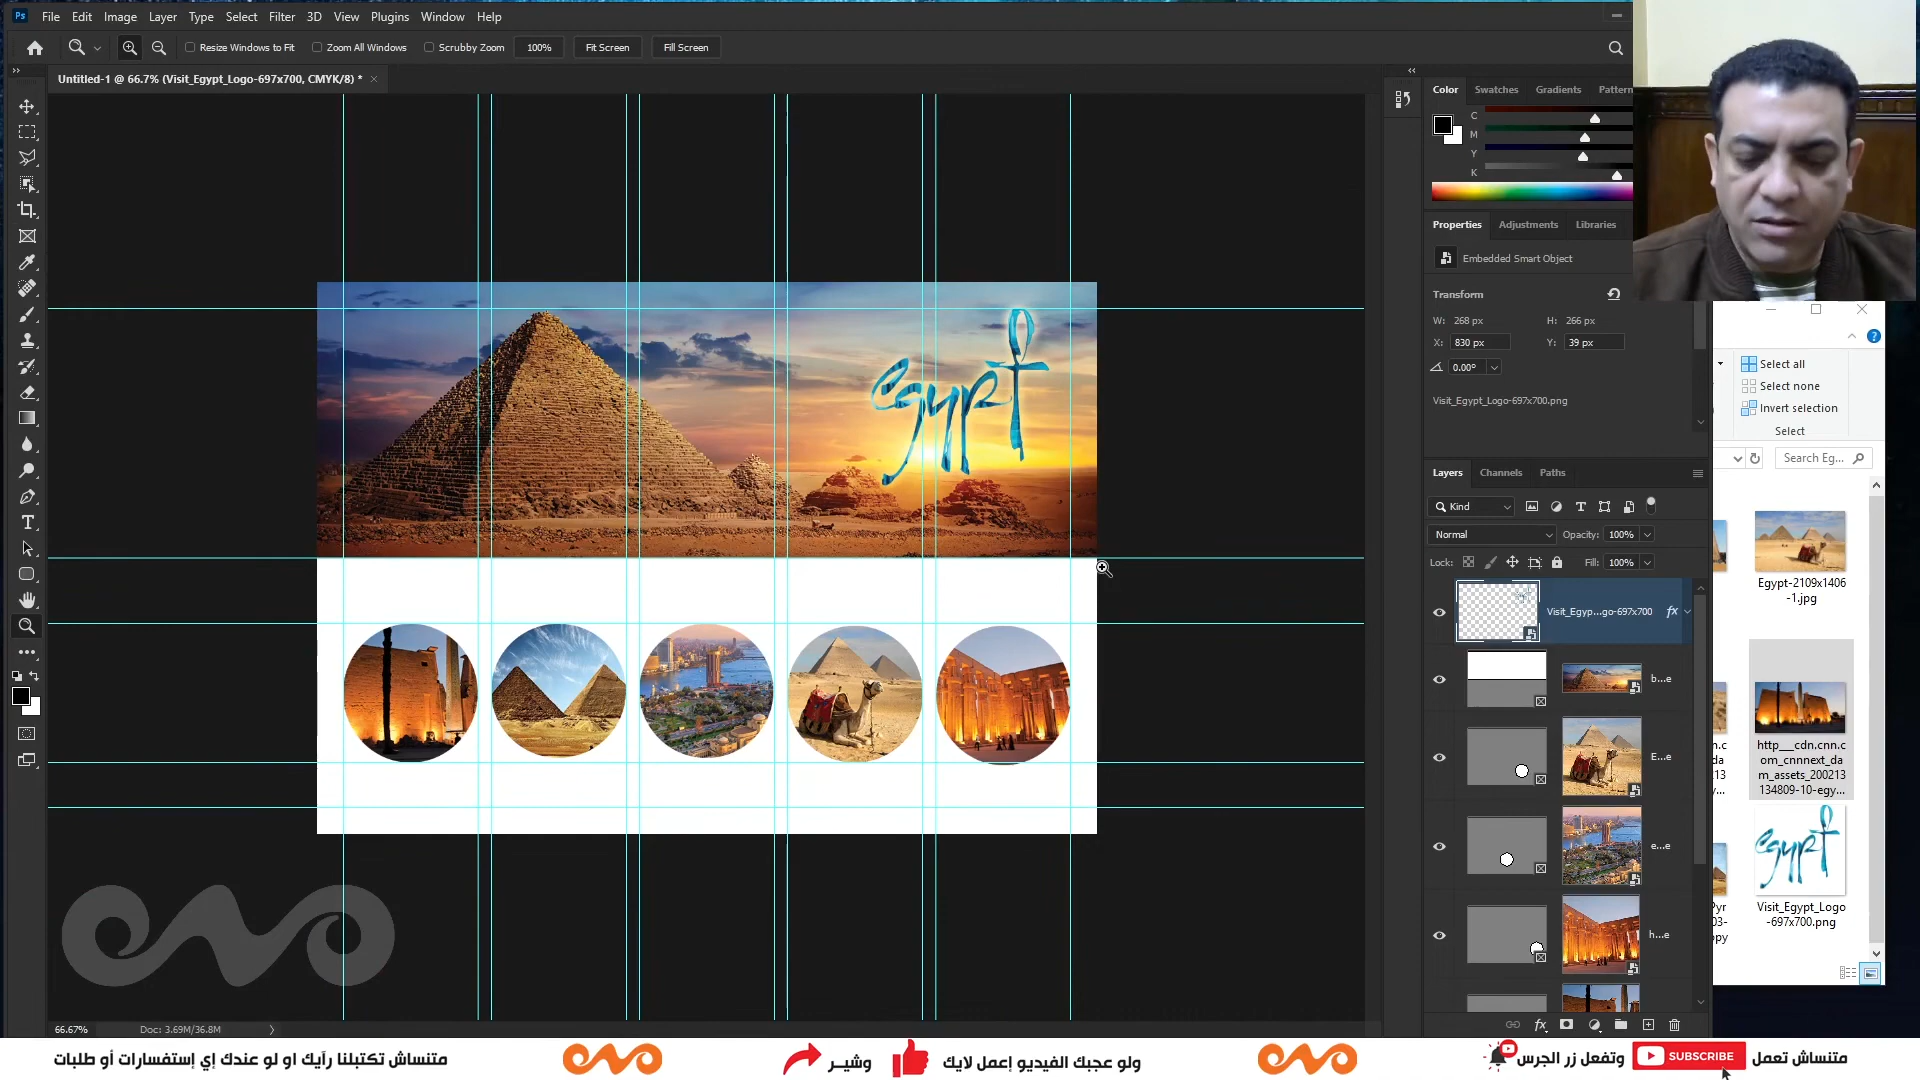 File Edit Image Layer Type Select Filter 3D View Plugins Window Help
Resize Windows to Fit Zoom All Windows Scrubby Zoom 100% Fit Screen Fill Screen
Untitled-1 @ 66.7% (Visit_Egypt_Logo-697x700, CMYK/8) * ×
Color Swatches Gradients Pattern
C
M
Y
K
Properties Adjustments Libraries
Embedded Smart Object
Transform
W: 268 px H: 266 px
X: 830 px Y: 39 px
0.00°
Visit_Egypt_Logo-697x700.png
Layers Channels Paths
Kind
Normal Opacity: 100%
Lock: Fill: 100%
Visit_Egyp...go-697x700 fx
b...e
E...e
e...e
h...e
egypt
Select all
Select none
Invert selection
Select
Search Eg...
Egypt-2109x1406
-1.jpg
http___cdn.cnn.c
om_cnnnext_da
m_assets_200213
134809-10-egy...
egypt
Visit_Egypt_Logo
-697x700.png
66.67% Doc: 3.69M/36.8M
متنساش تكتبلنا رأيك او لو عندك إي إستفسارات أو طلبات
وشير
ولو عجبك الفيديو إعمل لايك
وتفعل زر الجرس
SUBSCRIBE
متنساش تعمل